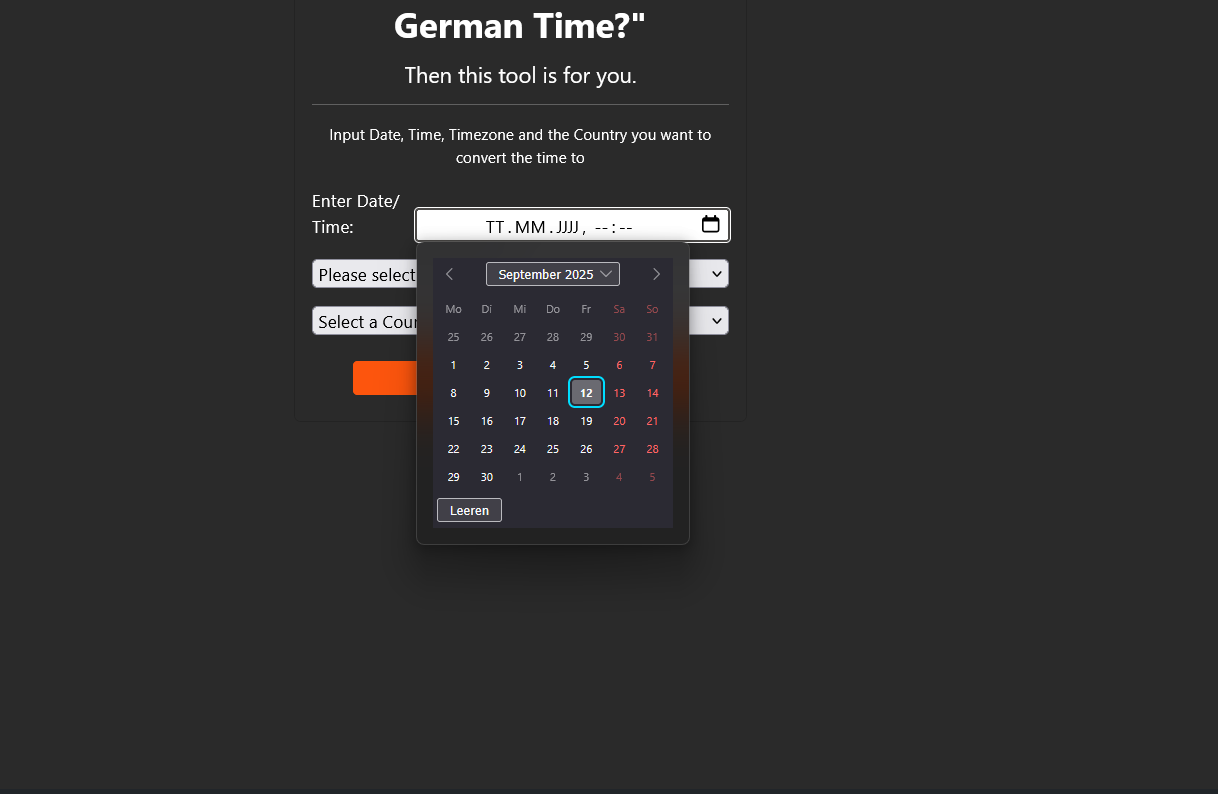 German Time?"
Then this tool is for you.
Input Date, Time, Timezone and the Country you want to
convert the time to
Enter Date/
Time:
TT.MM.JJJJ, --:--
Please select
Select a Cou
September 2025
Mo Di Mi Do Fr Sa So
25 26 27 28 29 30 31
1 2 3 4 5 6 7
8 9 10 11 12 13 14
15 16 17 18 19 20 21
22 23 24 25 26 27 28
29 30 1 2 3 4 5
Leeren